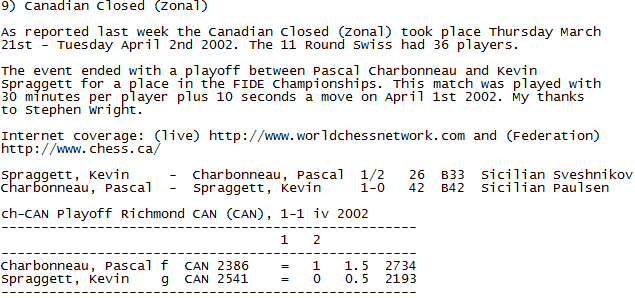 9) Canadian Closed (Zonal)
As reported last week the Canadian Closed (Zonal) took place Thursday March
21st - Tuesday April 2nd 2002. The 11 Round Swiss had 36 players.
The event ended with a playoff between Pascal Charbonneau and Kevin
Spraggett for a place in the FIDE Championships. This match was played with
30 minutes per player plus 10 seconds a move on April 1st 2002. My thanks
to Stephen Wright.
Internet coverage: (live) http://www.worldchessnetwork.com and (Federation)
http://www.chess.ca/
Spraggett, Kevin - Charbonneau, Pascal 1/2 26 B33 Sicilian Sveshnikov
Charbonneau, Pascal - Spraggett, Kevin 1-0 42 B42 Sicilian Paulsen
ch-CAN Playoff Richmond CAN (CAN), 1-1 iv 2002
----------------------------------------------------
1 2
----------------------------------------------------
Charbonneau, Pascal f CAN 2386 = 1 1.5 2734
Spraggett, Kevin g CAN 2541 = 0 0.5 2193
----------------------------------------------------